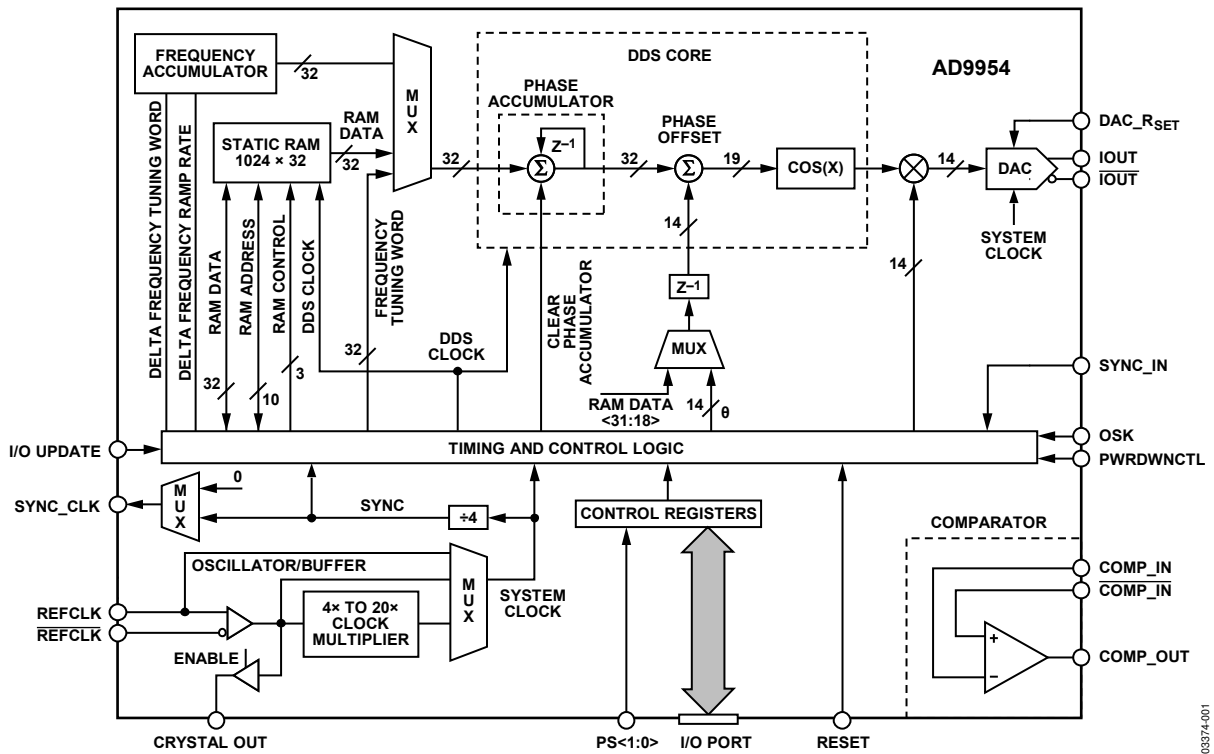 FREQUENCY
ACCUMULATOR
32
M
U
X
DDS CORE
AD9954
PHASE
ACCUMULATOR
Z–1
Σ
32
PHASE
OFFSET
Σ
32
19
COS(X)
14
DAC
DAC_RSET
IOUT
IOUT
SYSTEM
CLOCK
STATIC RAM
1024 × 32
RAM
DATA
32
DELTA FREQUENCY TUNING WORD
DELTA FREQUENCY RAMP RATE
RAM DATA
32
RAM ADDRESS
10
RAM CONTROL
3
DDS CLOCK
FREQUENCY
TUNING WORD
32
DDS
CLOCK
CLEAR
PHASE
ACCUMULATOR
14
Z–1
MUX
RAM DATA
<31:18>
14
θ
14
SYNC_IN
I/O UPDATE
TIMING AND CONTROL LOGIC
OSK
PWRDWNCTL
SYNC_CLK
M
U
X
0
SYNC
÷4
CONTROL REGISTERS
COMPARATOR
OSCILLATOR/BUFFER
M
U
X
SYSTEM
CLOCK
REFCLK
REFCLK
4× TO 20×
CLOCK
MULTIPLIER
ENABLE
COMP_IN
COMP_IN
+
–
COMP_OUT
CRYSTAL OUT
PS<1:0>
I/O PORT
RESET
03374-001